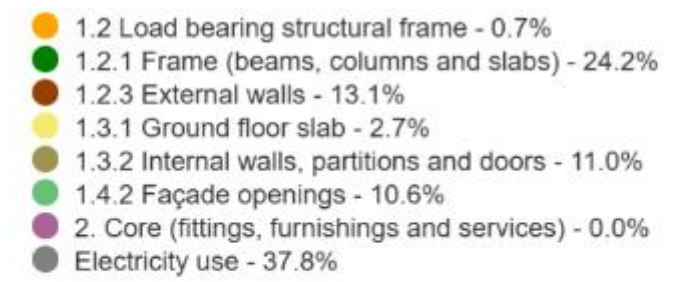 1.2 Load bearing structural frame - 0.7%
1.2.1 Frame (beams, columns and slabs) - 24.2%
1.2.3 External walls - 13.1%
1.3.1 Ground floor slab - 2.7%
1.3.2 Internal walls, partitions and doors - 11.0%
1.4.2 Façade openings - 10.6%
2. Core (fittings, furnishings and services) - 0.0%
Electricity use - 37.8%